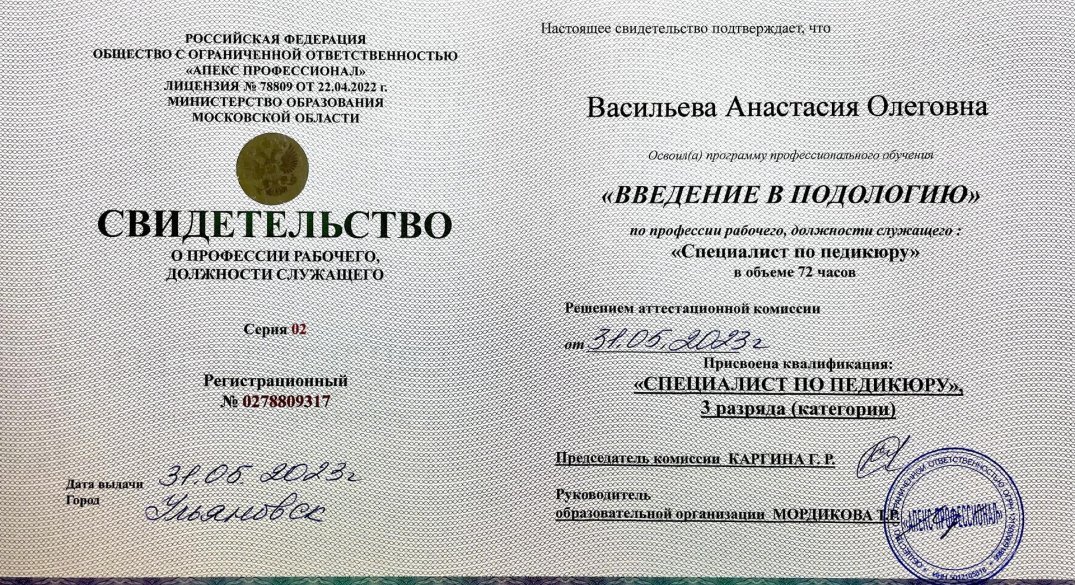 РОССИЙСКАЯ ФЕДЕРАЦИЯ
ОБЩЕСТВО С ОГРАНИЧЕННОЙ ОТВЕТСТВЕННОСТЬЮ
«АПЕКС ПРОФЕССИОНАЛ»
ЛИЦЕНЗИЯ № 78809 ОТ 22.04.2022 г.
МИНИСТЕРСТВО ОБРАЗОВАНИЯ
МОСКОВСКОЙ ОБЛАСТИ
СВИДЕТЕЛЬСТВО
О ПРОФЕССИИ РАБОЧЕГО,
ДОЛЖНОСТИ СЛУЖАЩЕГО
Серия 02
Регистрационный
№ 0278809317
Дата выдачи 31.05.2023г
Город Ульяновск
Настоящее свидетельство подтверждает, что
Васильева Анастасия Олеговна
Освоил(а) программу профессионального обучения
«ВВЕДЕНИЕ В ПОДОЛОГИЮ»
по профессии рабочего, должности служащего :
«Специалист по педикюру»
в объеме 72 часов
Решением аттестационной комиссии
от 31.05.2023г
Присвоена квалификация:
«СПЕЦИАЛИСТ ПО ПЕДИКЮРУ»,
3 разряда (категории)
Председатель комиссии КАРГИНА Г. Р.
Руководитель
образовательной организации МОРДИКОВА Т.Р.
«АПЕКС ПРОФЕССИОНАЛ»